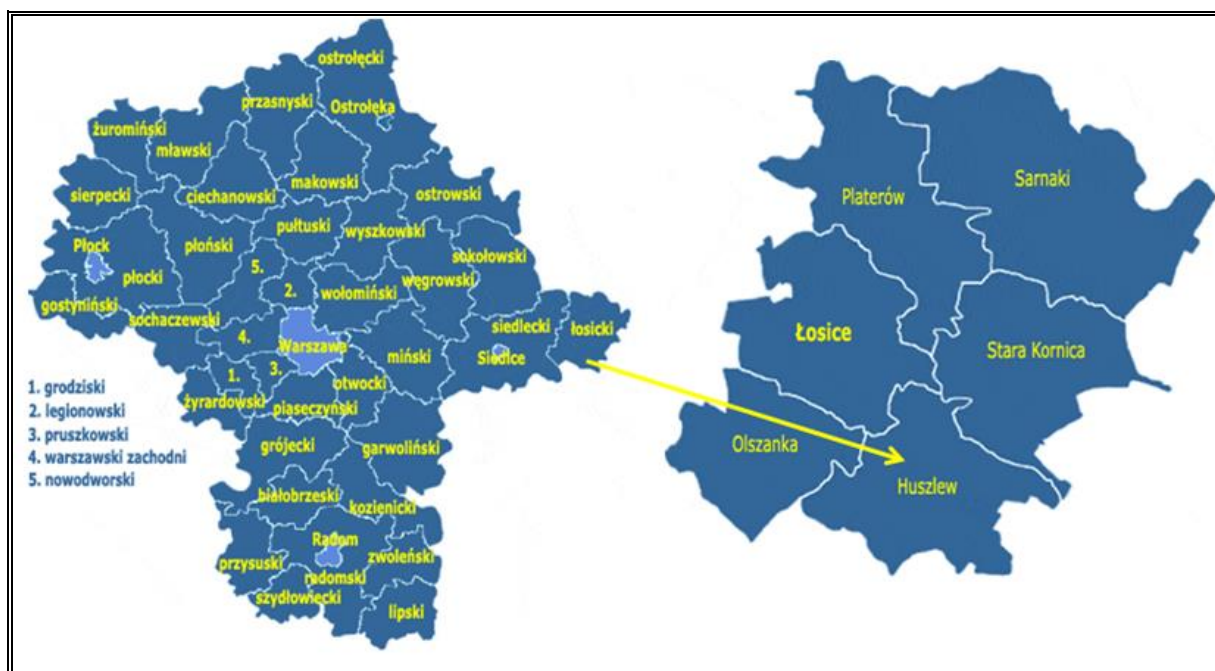 ostrołęcki
przasnyski
Ostrołęka
żuromiński
mławski
sierpecki
ciechanowski
makowski
ostrowski
Płock
płoński
pułtuski
wyszkowski
sokołowski
płocki
5.
węgrowski
2.
wołomiński
gostyniński
sochaczewski
siedlecki
łosicki
4.
Warszawa
miński
Siedlce
1.
3.
otwocki
żyrardowski
piaseczyński
1. grodziski
2. legionowski
3. pruszkowski
4. warszawski zachodni
5. nowodworski
grójecki
garwoliński
białobrzeski
kozienicki
Radom
przysuski
zwoleński
radomski
szydłowiecki
lipski
Sarnaki
Platerów
Łosice
Stara Kornica
Olszanka
Huszlew